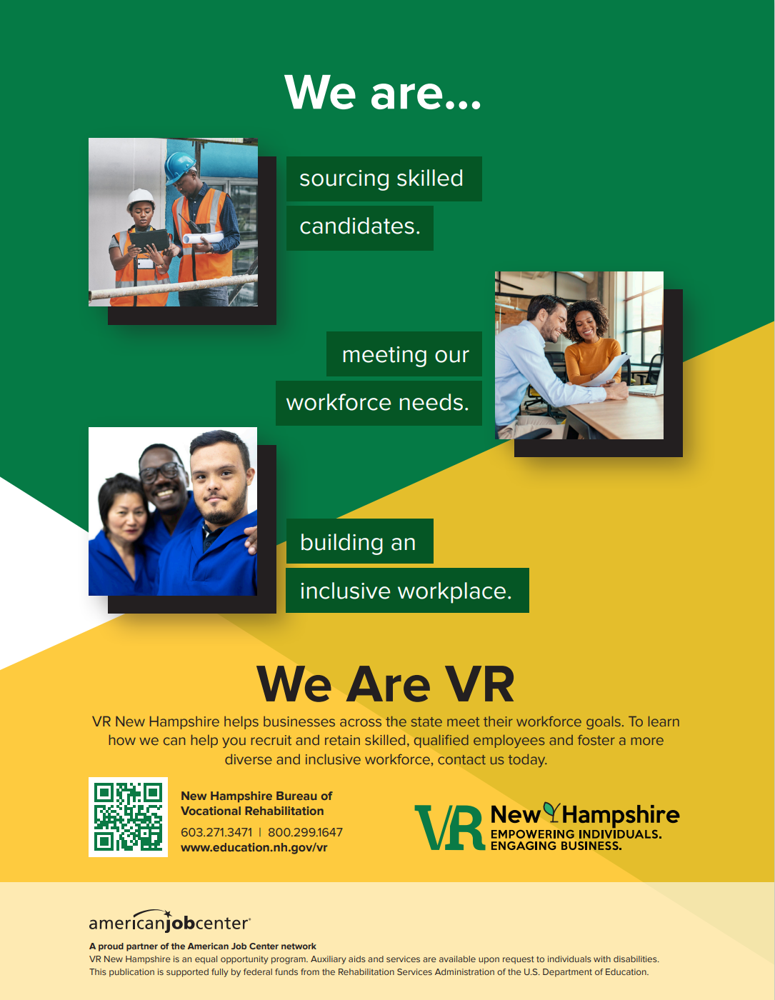 We are...
sourcing skilled
candidates.
meeting our
workforce needs.
building an
inclusive workplace.
We Are VR
VR New Hampshire helps businesses across the state meet their workforce goals. To learn
how we can help you recruit and retain skilled, qualified employees and foster a more
diverse and inclusive workforce, contact us today.
New Hampshire Bureau of
Vocational Rehabilitation
603.271.3471 | 800.299.1647
www.education.nh.gov/vr
VR New Hampshire
EMPOWERING INDIVIDUALS.
ENGAGING BUSINESS.
americanjobcenter®
A proud partner of the American Job Center network
VR New Hampshire is an equal opportunity program. Auxiliary aids and services are available upon request to individuals with disabilities.
This publication is supported fully by federal funds from the Rehabilitation Services Administration of the U.S. Department of Education.